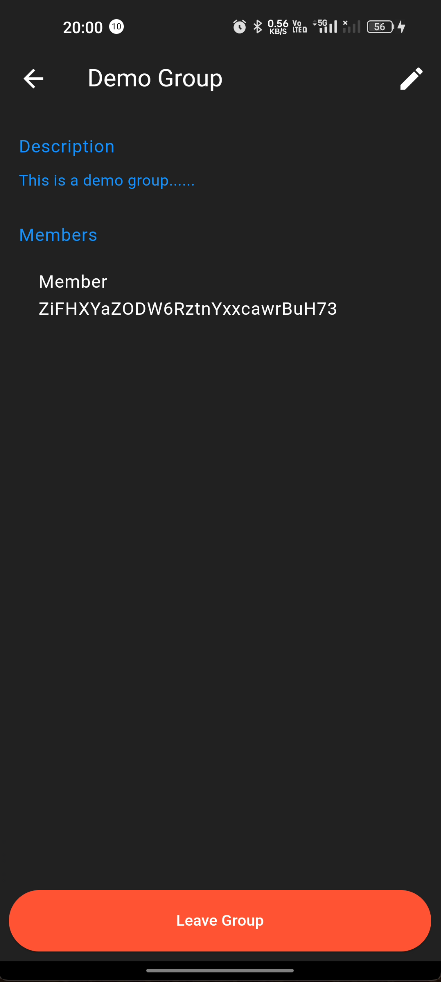 20:00 10 0.56 KB/S Vo LTE 5G 56
Demo Group
Description
This is a demo group......
Members
Member
ZiFHXYaZODW6RztnYxxcawrBuH73
Leave Group